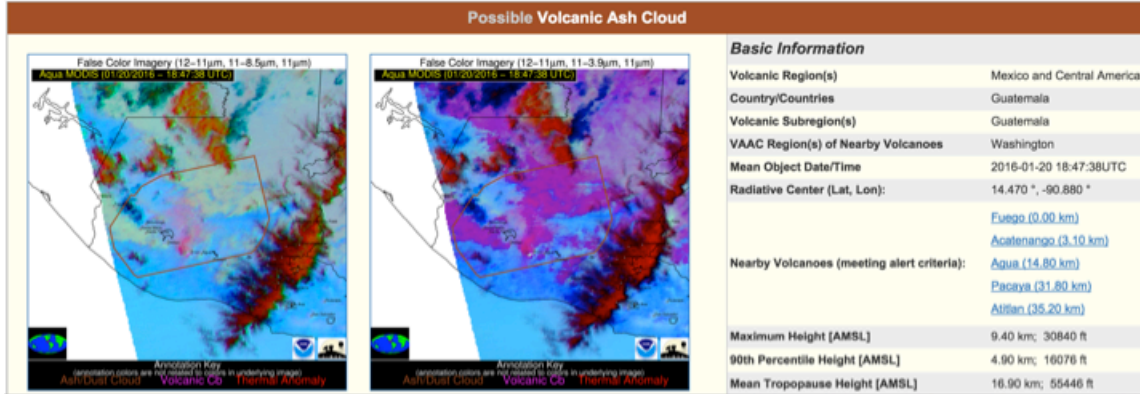 Possible Volcanic Ash Cloud
False Color Imagery (12–11µm, 11–8.5µm, 11µm)
Aqua MODIS (01/20/2016 – 18:47:38 UTC)
Annotation Key
(annotation colors are not related to colors in underlying image)
Ash/Dust Cloud Volcanic Cb Thermal Anomaly
False Color Imagery (12–11µm, 11–3.9µm, 11µm)
Aqua MODIS (01/20/2016 – 18:47:38 UTC)
Annotation Key
(annotation colors are not related to colors in underlying image)
Ash/Dust Cloud Volcanic Cb Thermal Anomaly
Basic Information
Volcanic Region(s) Mexico and Central America
Country/Countries Guatemala
Volcanic Subregion(s) Guatemala
VAAC Region(s) of Nearby Volcanoes Washington
Mean Object Date/Time 2016-01-20 18:47:38UTC
Radiative Center (Lat, Lon): 14.470 °, -90.880 °
Nearby Volcanoes (meeting alert criteria):
Fuego (0.00 km)
Acatenango (3.10 km)
Agua (14.80 km)
Pacaya (31.80 km)
Atitlan (35.20 km)
Maximum Height [AMSL] 9.40 km; 30840 ft
90th Percentile Height [AMSL] 4.90 km; 16076 ft
Mean Tropopause Height [AMSL] 16.90 km; 55446 ft